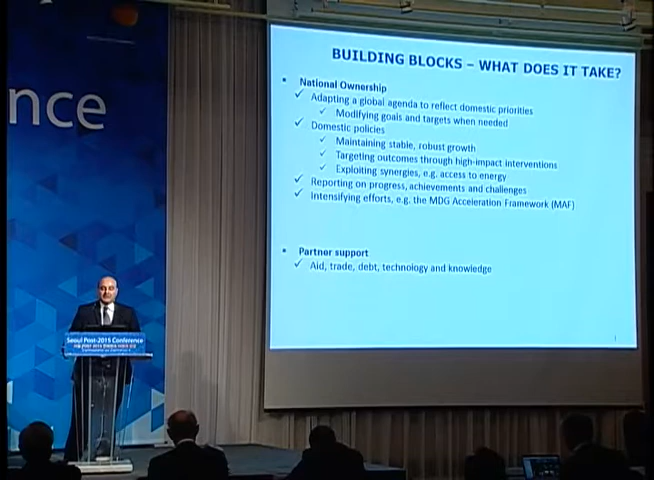 nce
BUILDING BLOCKS – WHAT DOES IT TAKE?
• National Ownership
✓ Adapting a global agenda to reflect domestic priorities
✓ Modifying goals and targets when needed
✓ Domestic policies
✓ Maintaining stable, robust growth
✓ Targeting outcomes through high-impact interventions
✓ Exploiting synergies, e.g. access to energy
✓ Reporting on progress, achievements and challenges
✓ Intensifying efforts, e.g. the MDG Acceleration Framework (MAF)
• Partner support
✓ Aid, trade, debt, technology and knowledge
Seoul Post-2015 Conference